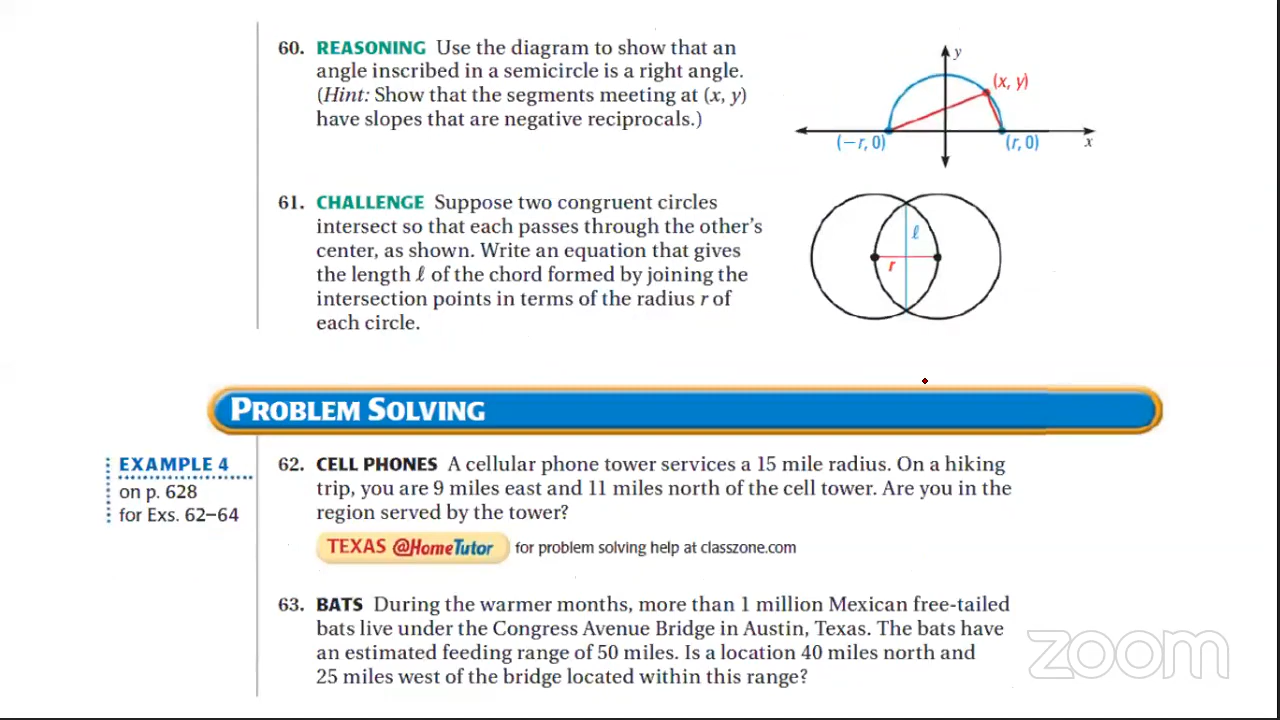 60. REASONING Use the diagram to show that an
angle inscribed in a semicircle is a right angle.
(Hint: Show that the segments meeting at (x, y)
have slopes that are negative reciprocals.)
y
(x, y)
(−r, 0)
(r, 0)
x
61. CHALLENGE Suppose two congruent circles
intersect so that each passes through the other’s
center, as shown. Write an equation that gives
the length ℓ of the chord formed by joining the
intersection points in terms of the radius r of
each circle.
ℓ
r
PROBLEM SOLVING
EXAMPLE 4
on p. 628
for Exs. 62–64
62. CELL PHONES A cellular phone tower services a 15 mile radius. On a hiking
trip, you are 9 miles east and 11 miles north of the cell tower. Are you in the
region served by the tower?
TEXAS @HomeTutor for problem solving help at classzone.com
63. BATS During the warmer months, more than 1 million Mexican free-tailed
bats live under the Congress Avenue Bridge in Austin, Texas. The bats have
an estimated feeding range of 50 miles. Is a location 40 miles north and
25 miles west of the bridge located within this range?
zoom